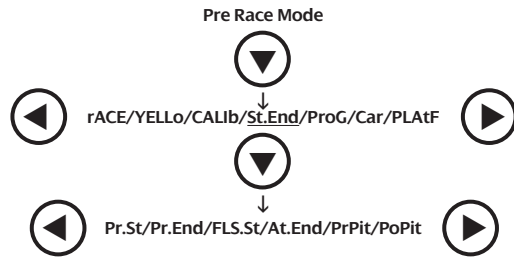 Pre Race Mode
rACE/YELLo/CALIb/St.End/ProG/Car/PLAtF
Pr.St/Pr.End/FLS.St/At.End/PrPit/PoPit